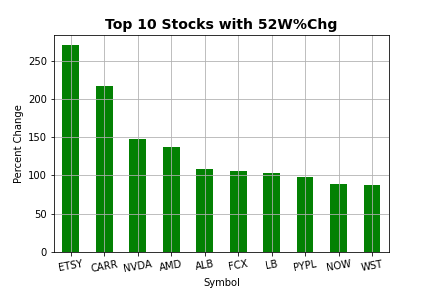 Top 10 Stocks with 52W%Chg
Percent Change
250
200
150
100
50
0
ETSY CARR NVDA AMD ALB FCX LB PYPL NOW WST
Symbol